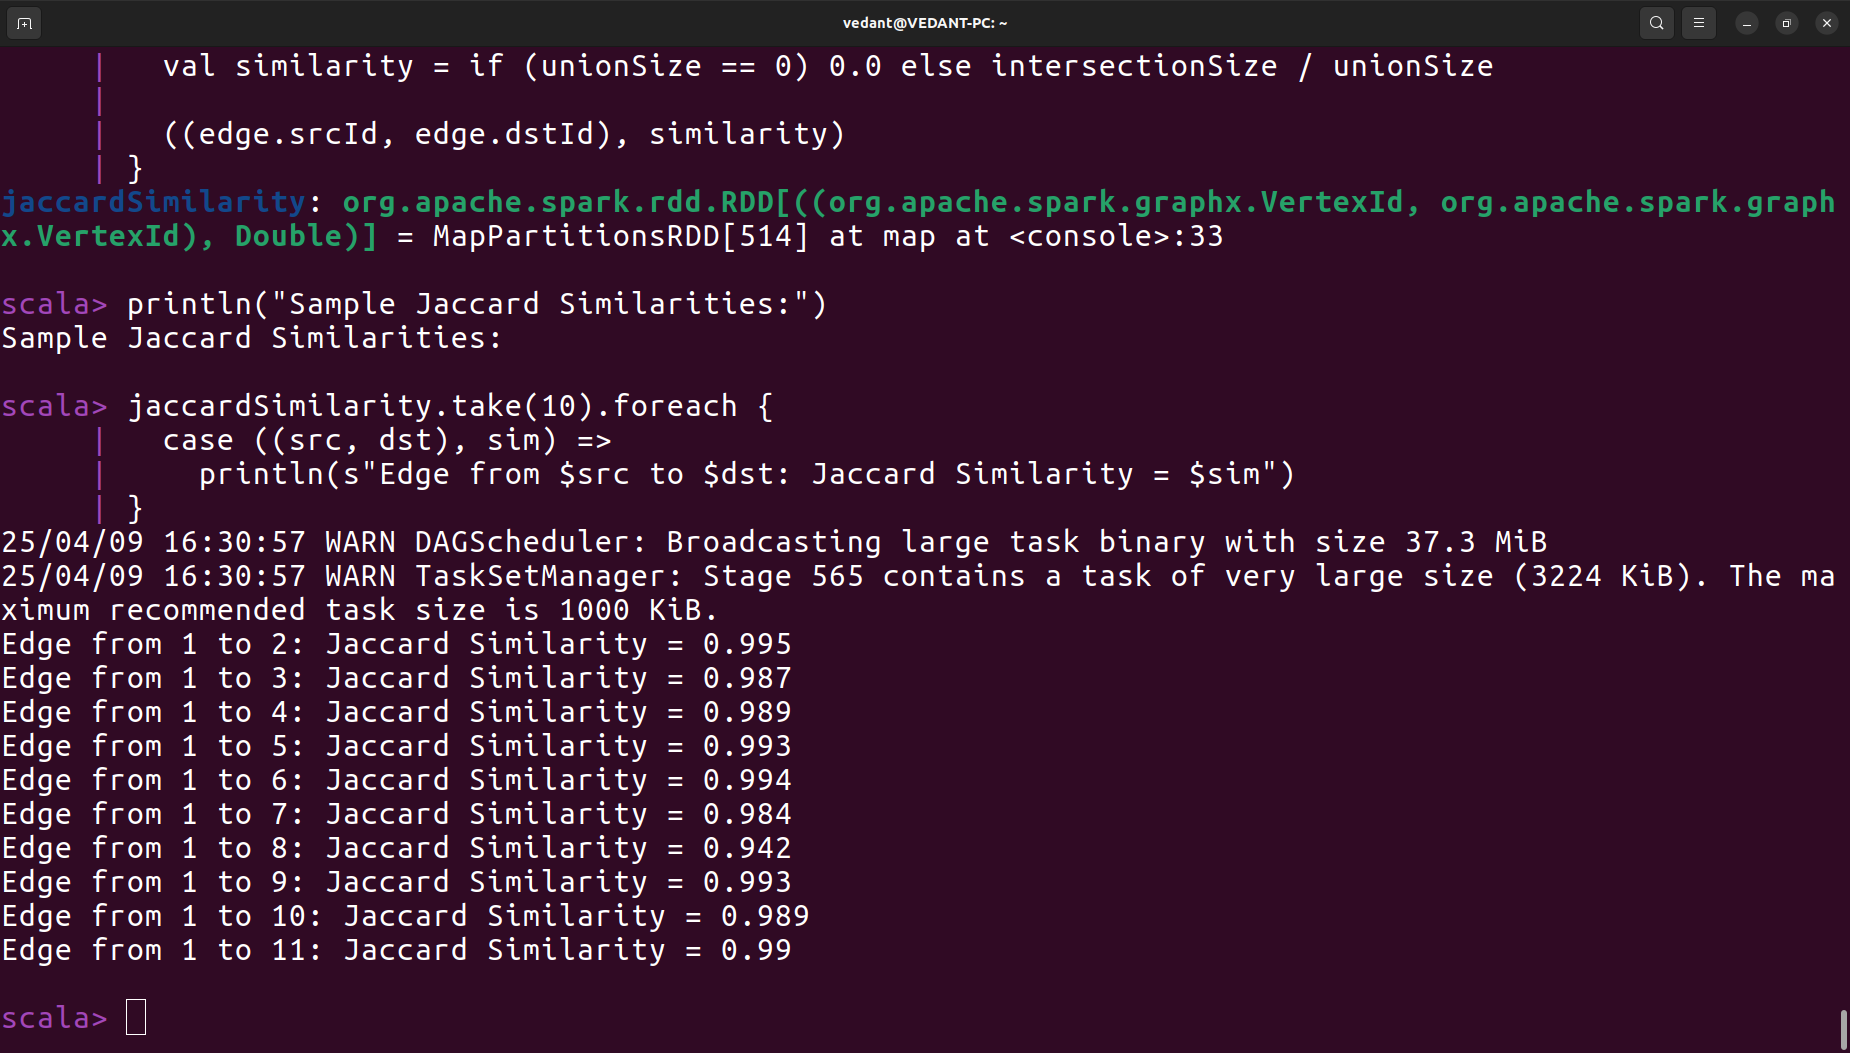 vedant@VEDANT-PC: ~
|   val similarity = if (unionSize == 0) 0.0 else intersectionSize / unionSize
|
|   ((edge.srcId, edge.dstId), similarity)
| }
jaccardSimilarity: org.apache.spark.rdd.RDD[((org.apache.spark.graphx.VertexId, org.apache.spark.graph
x.VertexId), Double)] = MapPartitionsRDD[514] at map at <console>:33
scala> println("Sample Jaccard Similarities:")
Sample Jaccard Similarities:
scala> jaccardSimilarity.take(10).foreach {
|   case ((src, dst), sim) =>
|     println(s"Edge from $src to $dst: Jaccard Similarity = $sim")
| }
25/04/09 16:30:57 WARN DAGScheduler: Broadcasting large task binary with size 37.3 MiB
25/04/09 16:30:57 WARN TaskSetManager: Stage 565 contains a task of very large size (3224 KiB). The ma
ximum recommended task size is 1000 KiB.
Edge from 1 to 2: Jaccard Similarity = 0.995
Edge from 1 to 3: Jaccard Similarity = 0.987
Edge from 1 to 4: Jaccard Similarity = 0.989
Edge from 1 to 5: Jaccard Similarity = 0.993
Edge from 1 to 6: Jaccard Similarity = 0.994
Edge from 1 to 7: Jaccard Similarity = 0.984
Edge from 1 to 8: Jaccard Similarity = 0.942
Edge from 1 to 9: Jaccard Similarity = 0.993
Edge from 1 to 10: Jaccard Similarity = 0.989
Edge from 1 to 11: Jaccard Similarity = 0.99
scala>